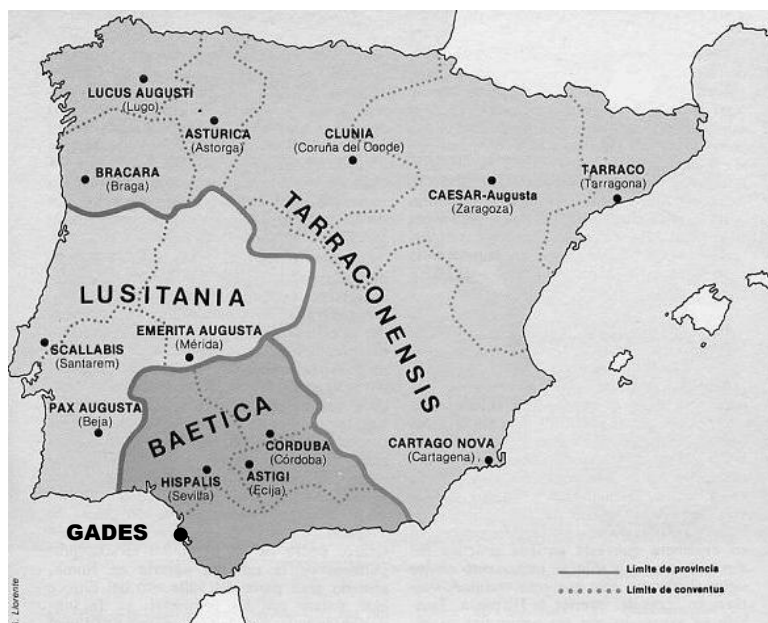 LUCUS AUGUSTI
(Lugo)
ASTURICA
(Astorga)
CLUNIA
(Coruña del Conde)
BRACARA
(Braga)
CAESAR-Augusta
(Zaragoza)
TARRACO
(Tarragona)
TARRACONENSIS
LUSITANIA
EMERITA AUGUSTA
(Mérida)
SCALLABIS
(Santarem)
PAX AUGUSTA
(Beja)
BAETICA
CORDUBA
(Córdoba)
CARTAGO NOVA
(Cartagena)
HISPALIS
(Sevilla)
ASTIGI
(Ecija)
GADES
Límite de provincia
Límite de conventus
Llorente